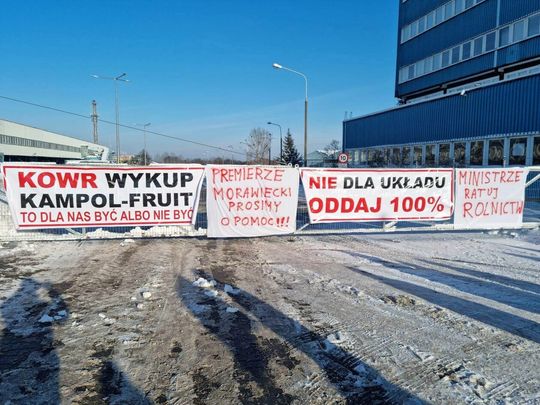 KOWR WYKUP
KAMPOL-FRUIT
TO DLA NAS BYĆ ALBO NIE BYĆ
PREMIERZE
MORAWIECKI
PROSIMY
O POMOC!!!
NIE DLA UKŁADU
ODDAJ 100%
MINISTRZE
RATUJ
ROLNICTW
10